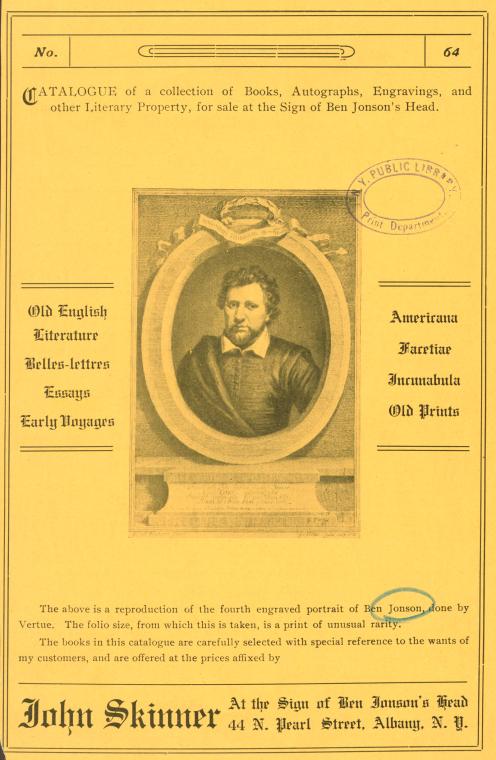 No. 64
CATALOGUE of a collection of Books, Autographs, Engravings, and
other Literary Property, for sale at the Sign of Ben Jonson's Head.
N. Y. PUBLIC LIBRARY.
Print Department.
Old English
Literature
Belles-lettres
Essays
Early Voyages
Americana
Facetiae
Incunabula
Old Prints
The above is a reproduction of the fourth engraved portrait of Ben Jonson, done by
Vertue. The folio size, from which this is taken, is a print of unusual rarity.
The books in this catalogue are carefully selected with special reference to the wants of
my customers, and are offered at the prices affixed by
John Skinner
At the Sign of Ben Jonson's Head
44 N. Pearl Street, Albany, N. Y.